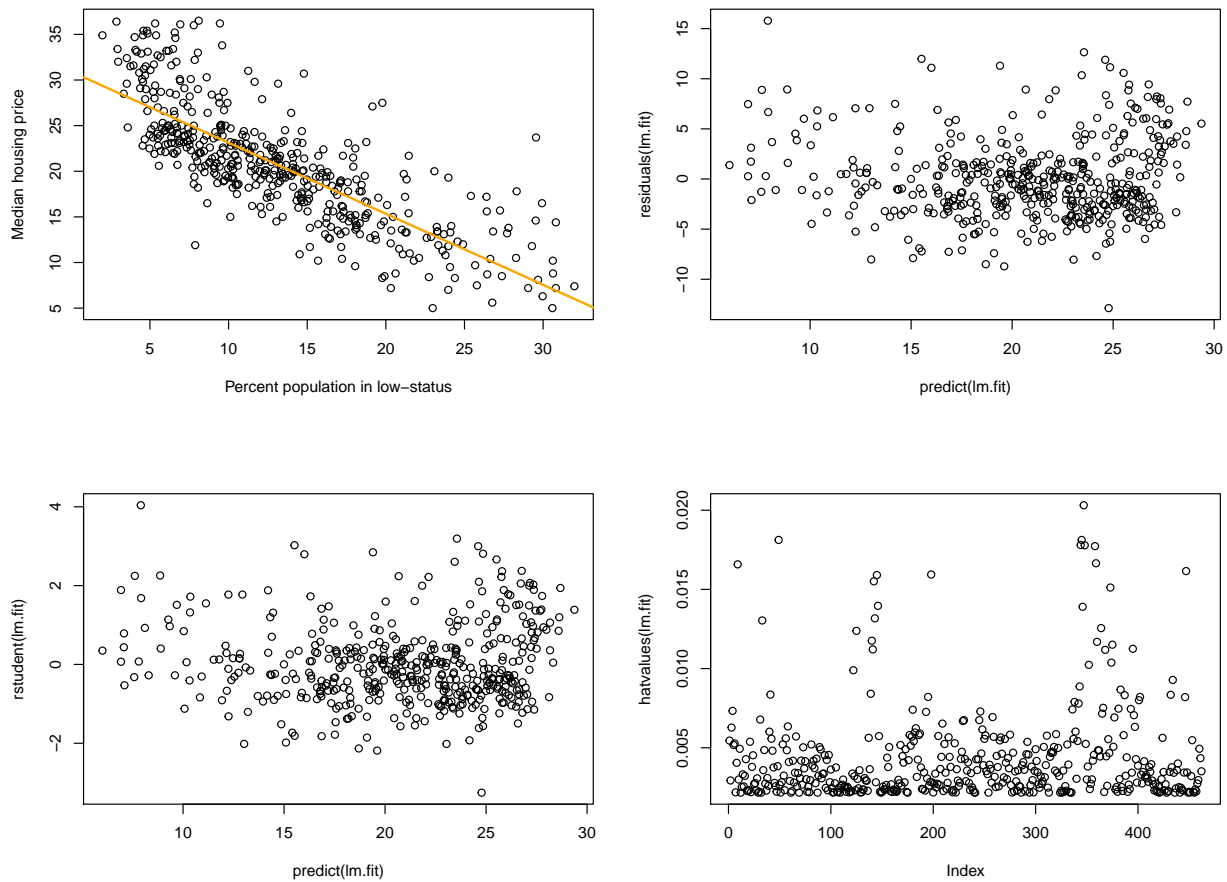 Median housing price
35
30
25
20
15
10
5
5 10 15 20 25 30
Percent population in low−status
residuals(lm.fit)
15
10
5
0
−5
−10
10 15 20 25 30
predict(lm.fit)
rstudent(lm.fit)
4
2
0
−2
10 15 20 25 30
predict(lm.fit)
hatvalues(lm.fit)
0.020
0.015
0.010
0.005
0 100 200 300 400
Index